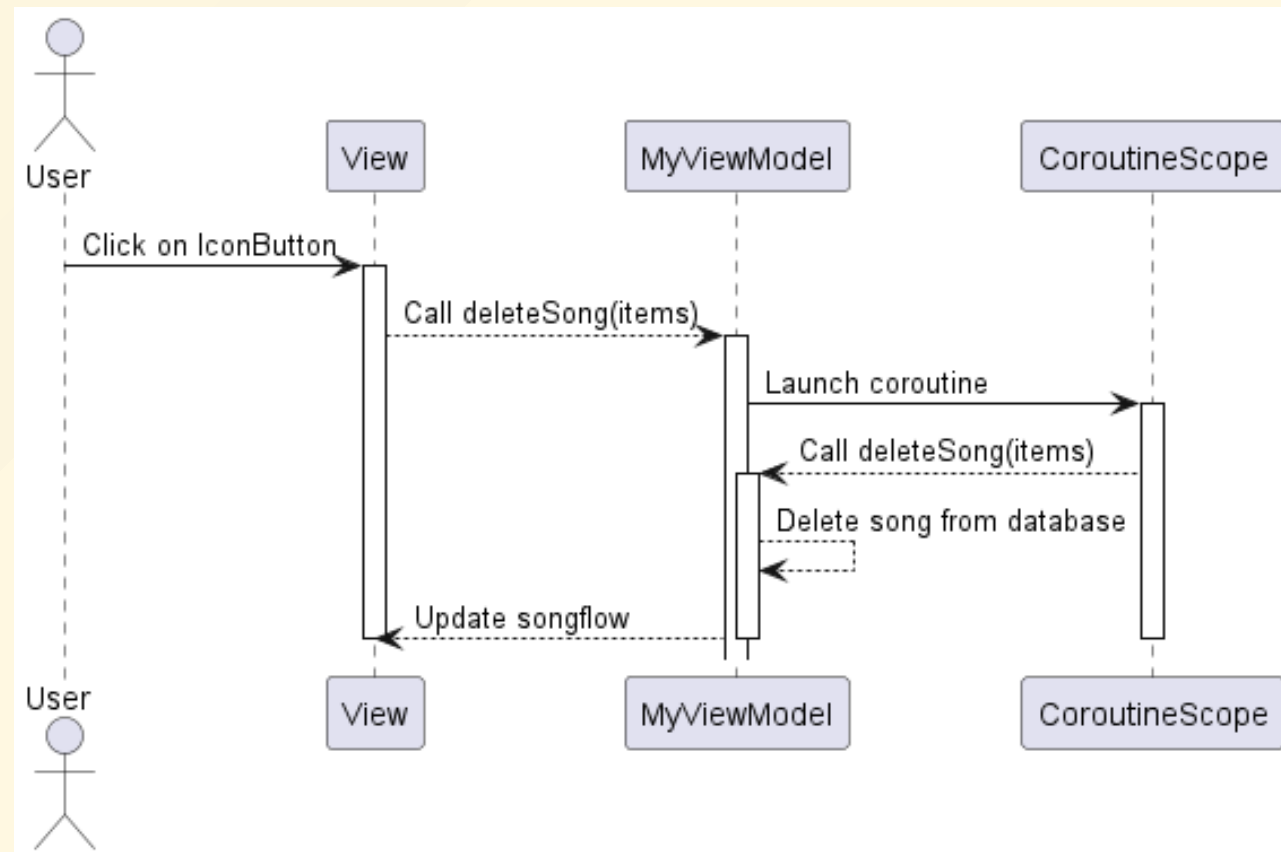 User
View
MyViewModel
CoroutineScope
Click on IconButton
Call deleteSong(items)
Launch coroutine
Call deleteSong(items)
Delete song from database
Update songflow
User
View
MyViewModel
CoroutineScope